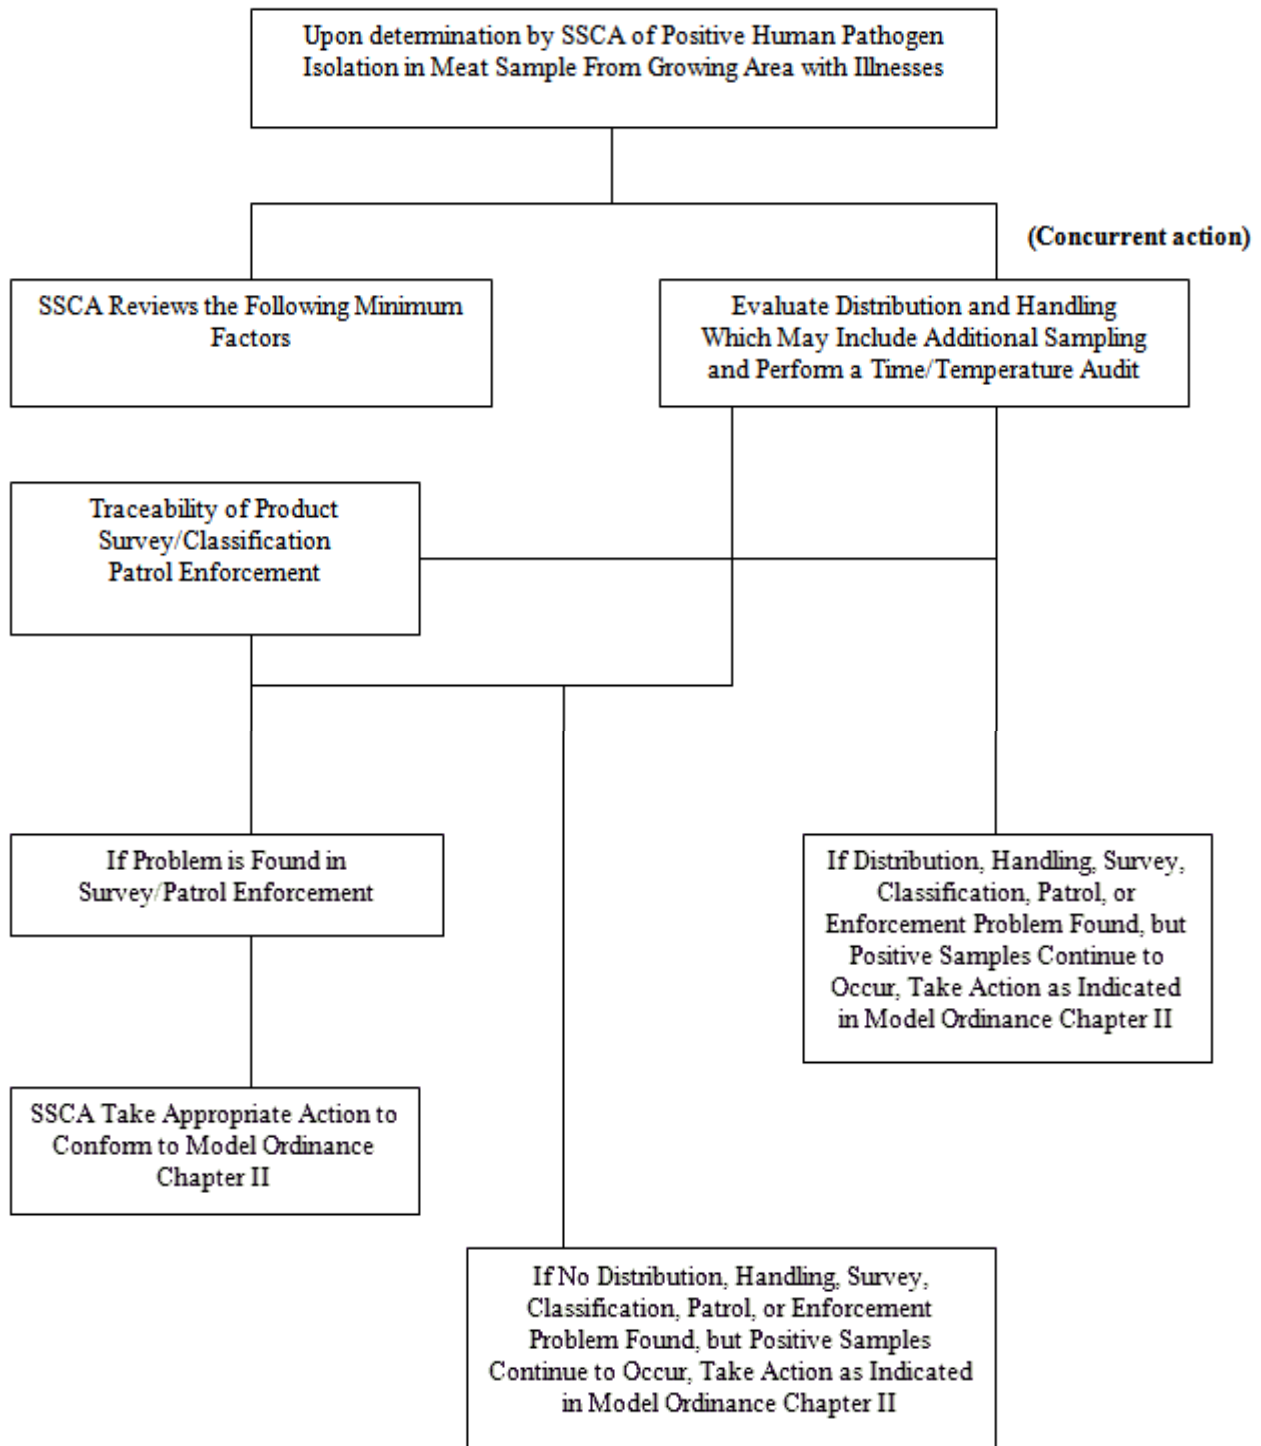 Upon determination by SSCA of Positive Human Pathogen
Isolation in Meat Sample From Growing Area with Illnesses
(Concurrent action)
SSCA Reviews the Following Minimum
Factors
Evaluate Distribution and Handling
Which May Include Additional Sampling
and Perform a Time/Temperature Audit
Traceability of Product
Survey/Classification
Patrol Enforcement
If Problem is Found in
Survey/Patrol Enforcement
If Distribution, Handling, Survey,
Classification, Patrol, or
Enforcement Problem Found, but
Positive Samples Continue to
Occur, Take Action as Indicated
in Model Ordinance Chapter II
SSCA Take Appropriate Action to
Conform to Model Ordinance
Chapter II
If No Distribution, Handling, Survey,
Classification, Patrol, or Enforcement
Problem Found, but Positive Samples
Continue to Occur, Take Action as Indicated
in Model Ordinance Chapter II